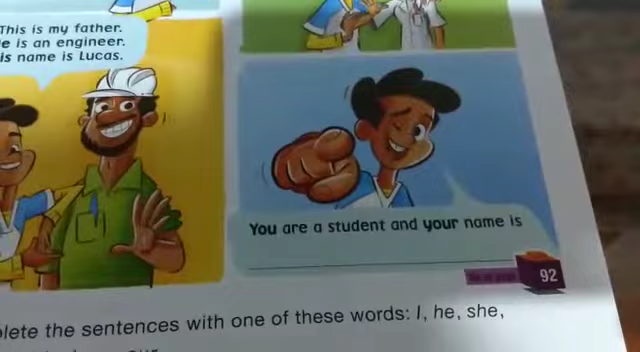 This is my father.
e is an engineer.
is name is Lucas.
You are a student and your name is
92
plete the sentences with one of these words: I, he, she,